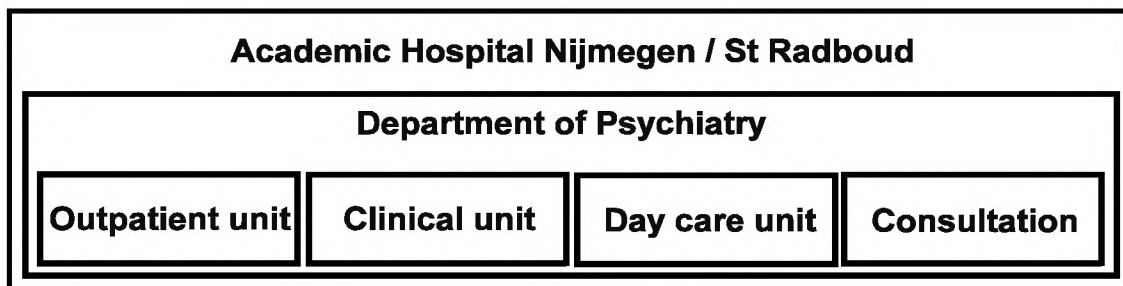 Academic Hospital Nijmegen / St Radboud
Department of Psychiatry
Outpatient unit
Clinical unit
Day care unit
Consultation